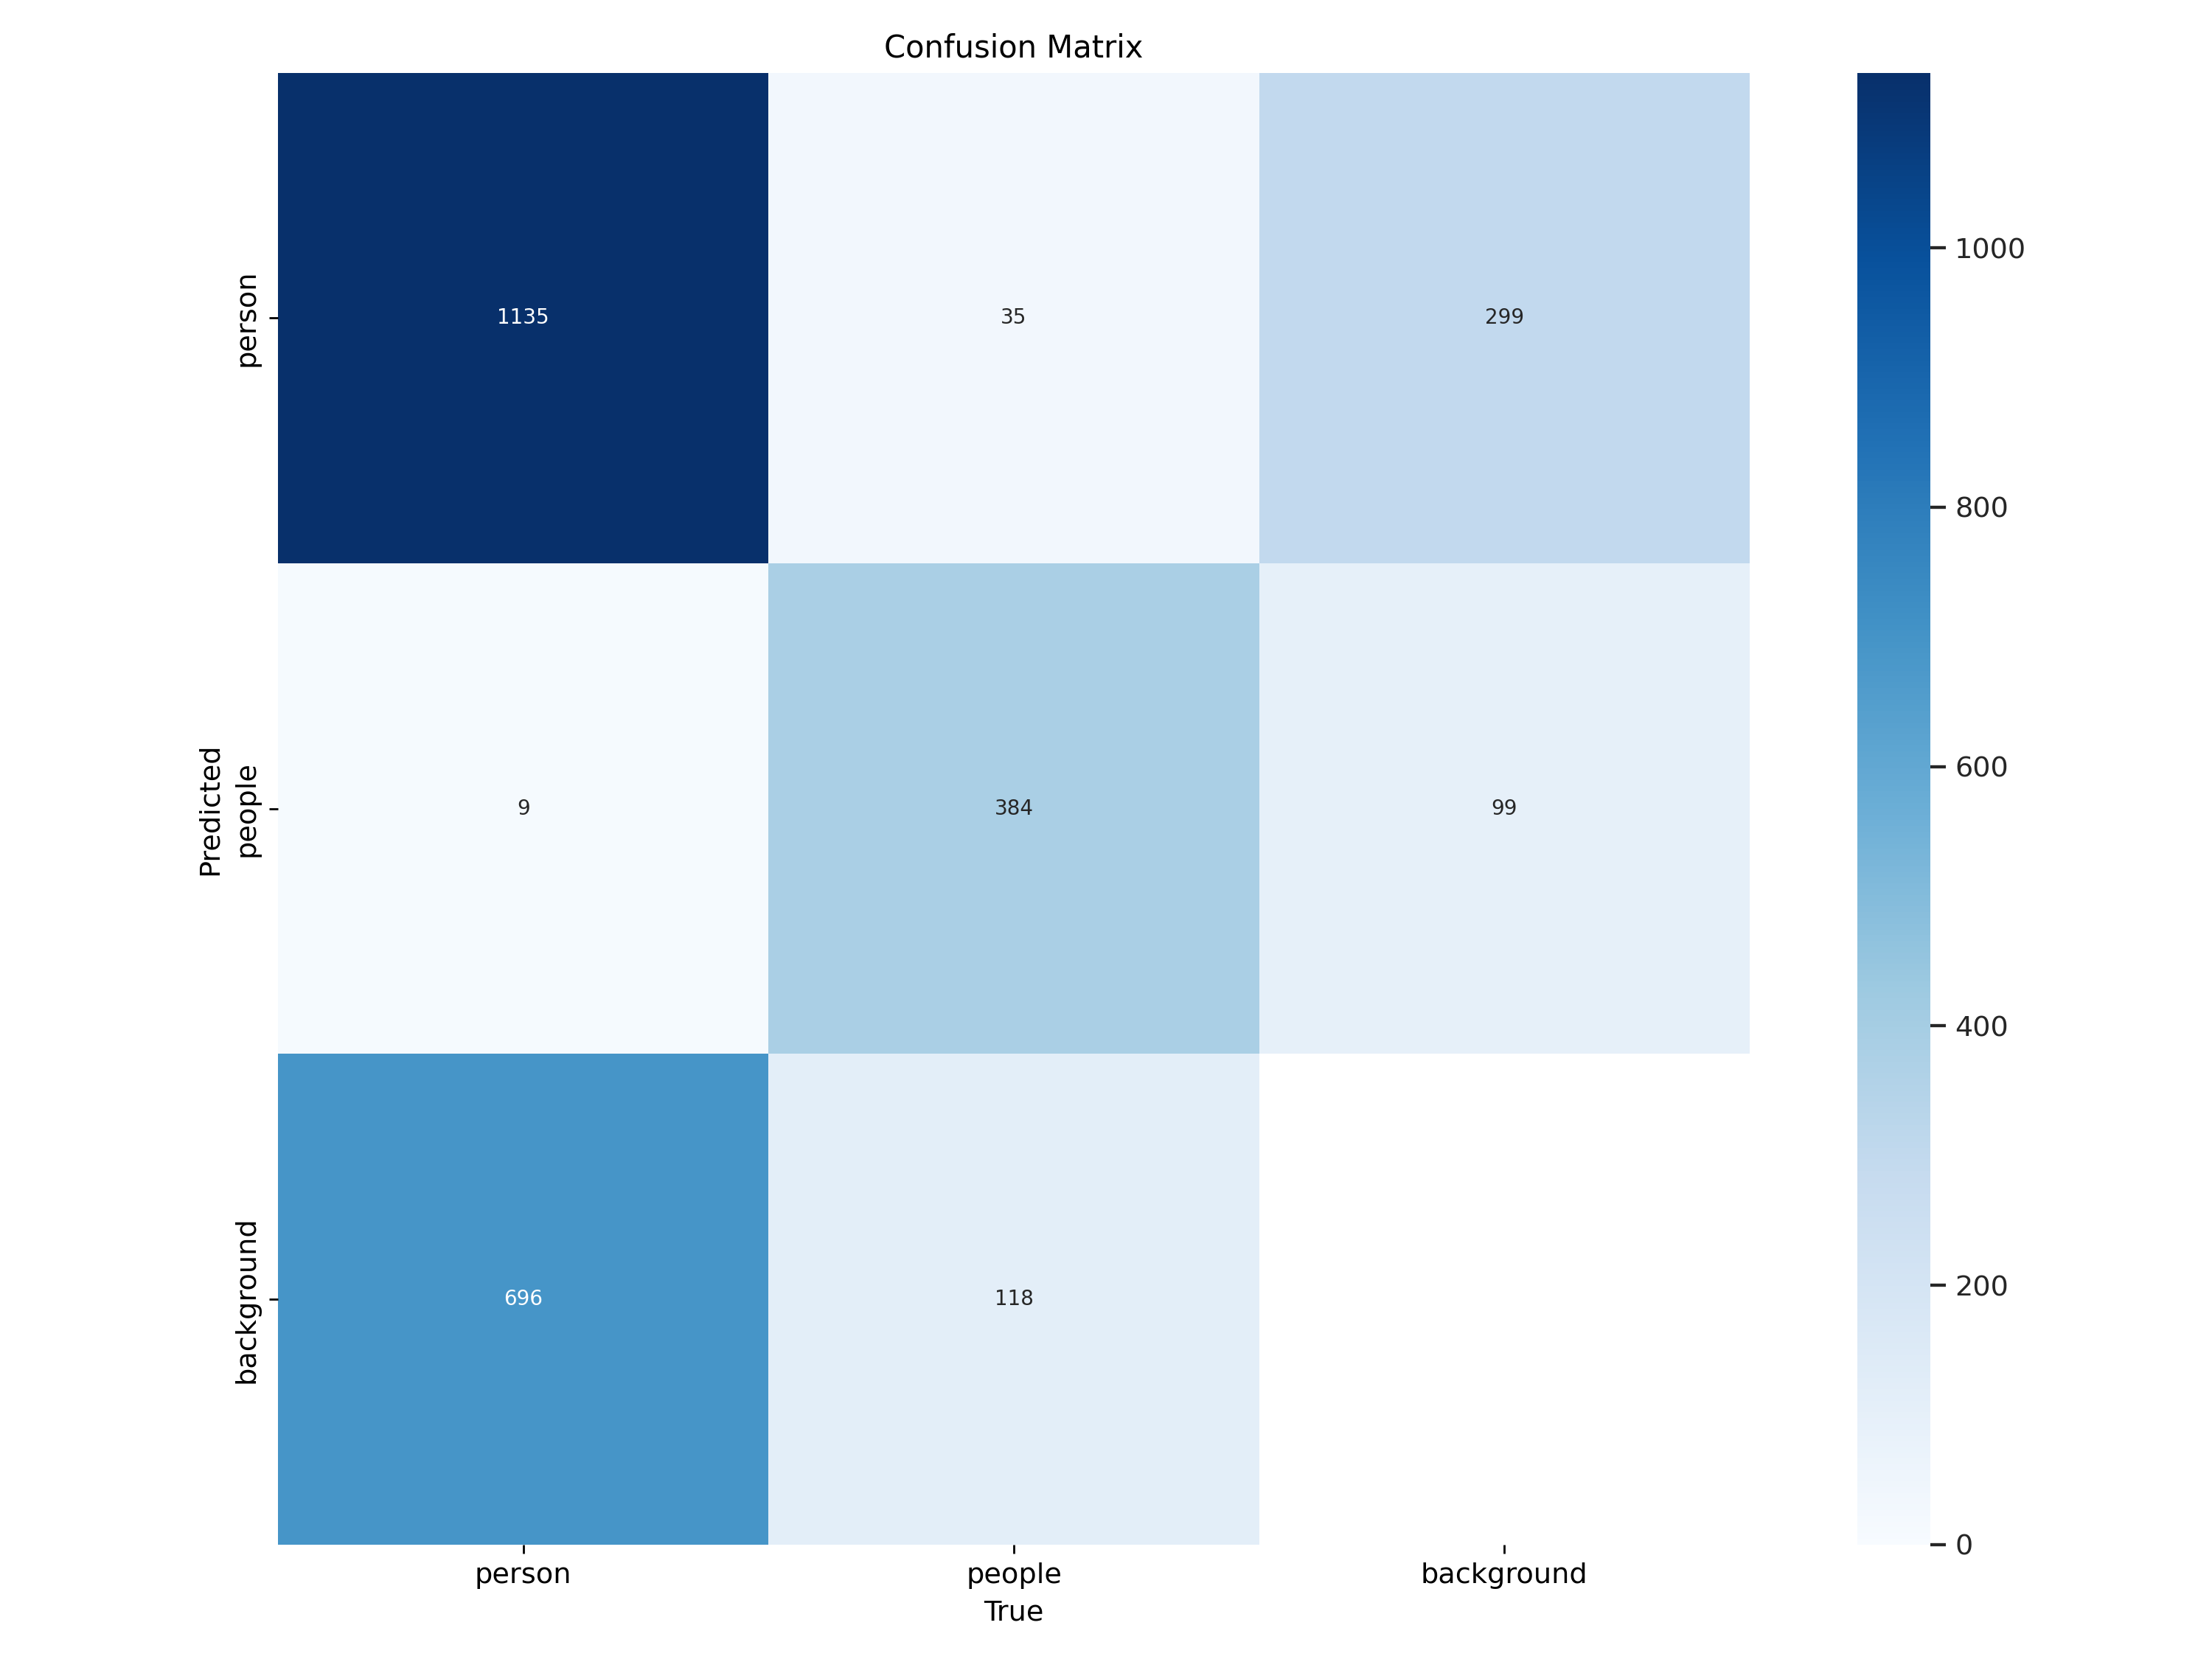 Confusion Matrix
person
1135
35
299
Predicted
people
9
384
99
background
696
118
person
people
background
True
1000
800
600
400
200
0